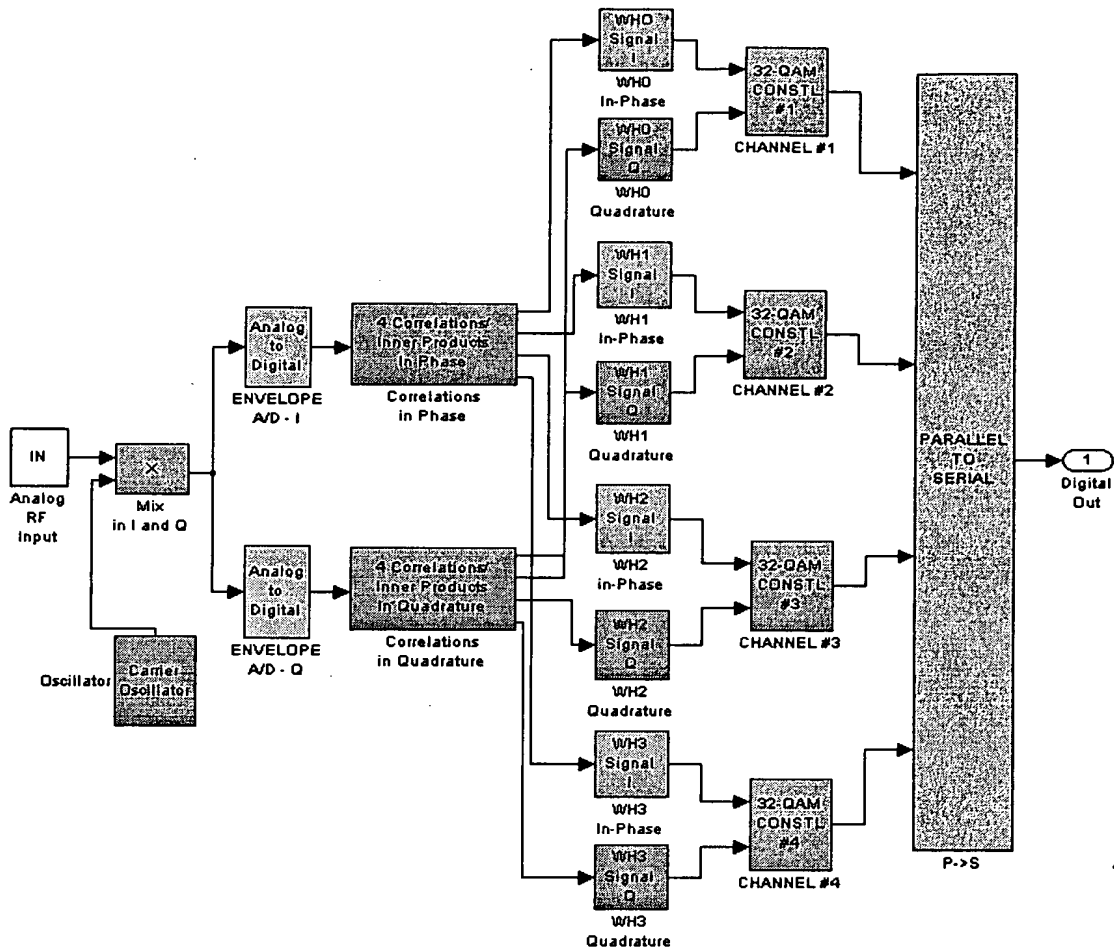 IN
Analog
RF
Input
X
Mix
in I and Q
Oscillator
Carrier
Oscillator
Analog
to
Digital
ENVELOPE
A/D - I
Analog
to
Digital
ENVELOPE
A/D - Q
4 Correlations/
Inner Products
In Phase
Correlations
in Phase
4 Correlations/
Inner Products
In Quadrature
Correlations
in Quadrature
WH0
Signal
I
WH0
In-Phase
WH0
Signal
Q
WH0
Quadrature
WH1
Signal
I
WH1
In-Phase
WH1
Signal
Q
WH1
Quadrature
WH2
Signal
I
WH2
in-Phase
WH2
Signal
Q
WH2
Quadrature
WH3
Signal
I
WH3
In-Phase
WH3
Signal
Q
WH3
Quadrature
32-QAM
CONSTL
#1
CHANNEL #1
32-QAM
CONSTL
#2
CHANNEL #2
32-QAM
CONSTL
#3
CHANNEL #3
32-QAM
CONSTL
#4
CHANNEL #4
PARALLEL
TO
SERIAL
P->S
1
Digital
Out